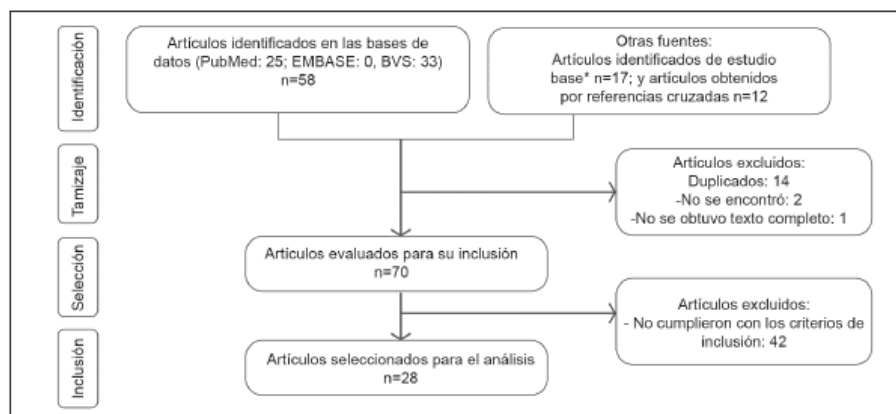 Identificación
Artículos identificados en las bases de
datos (PubMed: 25; EMBASE: 0, BVS: 33)
n=58
Otras fuentes:
Artículos identificados de estudio
base* n=17; y artículos obtenidos
por referencias cruzadas n=12
Tamizaje
Artículos excluidos:
Duplicados: 14
-No se encontró: 2
-No se obtuvo texto completo: 1
Selección
Artículos evaluados para su inclusión
n=70
Artículos excluidos:
- No cumplieron con los criterios de
inclusión: 42
Inclusión
Artículos seleccionados para el análisis
n=28